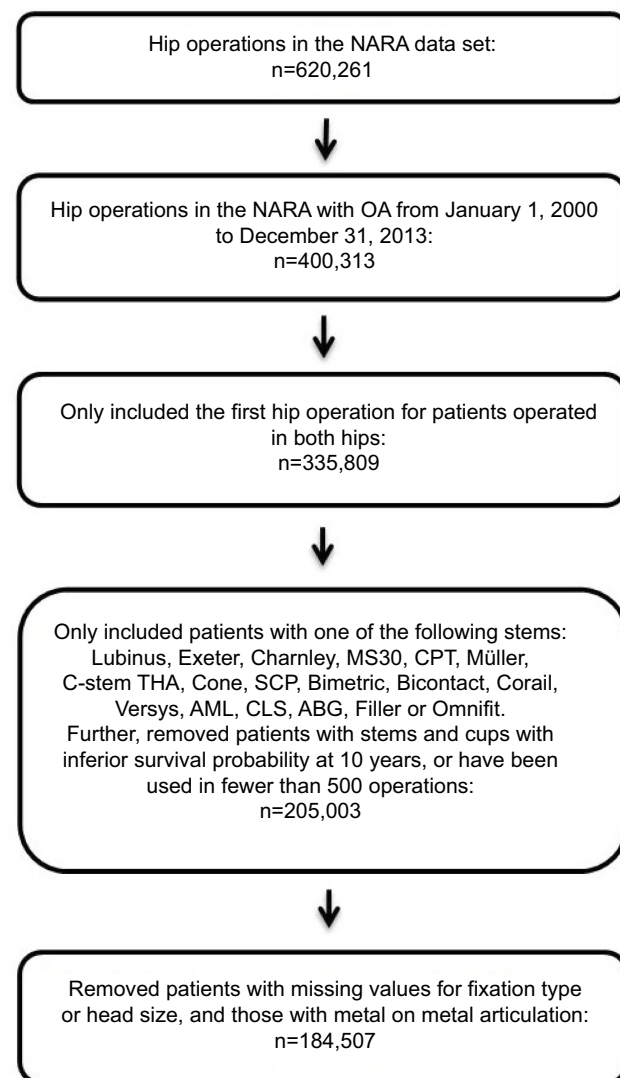 Hip operations in the NARA data set:
n=620,261
Hip operations in the NARA with OA from January 1, 2000
to December 31, 2013:
n=400,313
Only included the first hip operation for patients operated
in both hips:
n=335,809
Only included patients with one of the following stems:
Lubinus, Exeter, Charnley, MS30, CPT, Müller,
C-stem THA, Cone, SCP, Bimetric, Bicontact, Corail,
Versys, AML, CLS, ABG, Filler or Omnifit.
Further, removed patients with stems and cups with
inferior survival probability at 10 years, or have been
used in fewer than 500 operations:
n=205,003
Removed patients with missing values for fixation type
or head size, and those with metal on metal articulation:
n=184,507